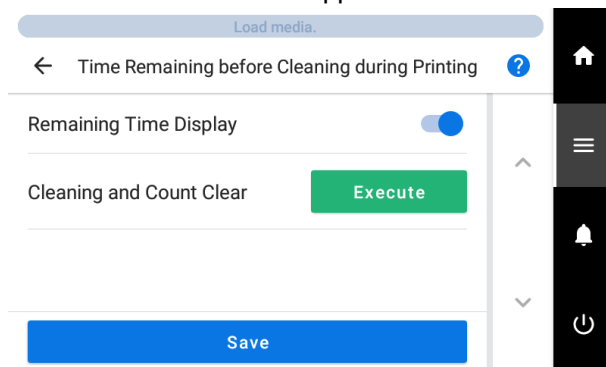 Load media.
Time Remaining before Cleaning during Printing
?
Remaining Time Display
Cleaning and Count Clear
Execute
Save